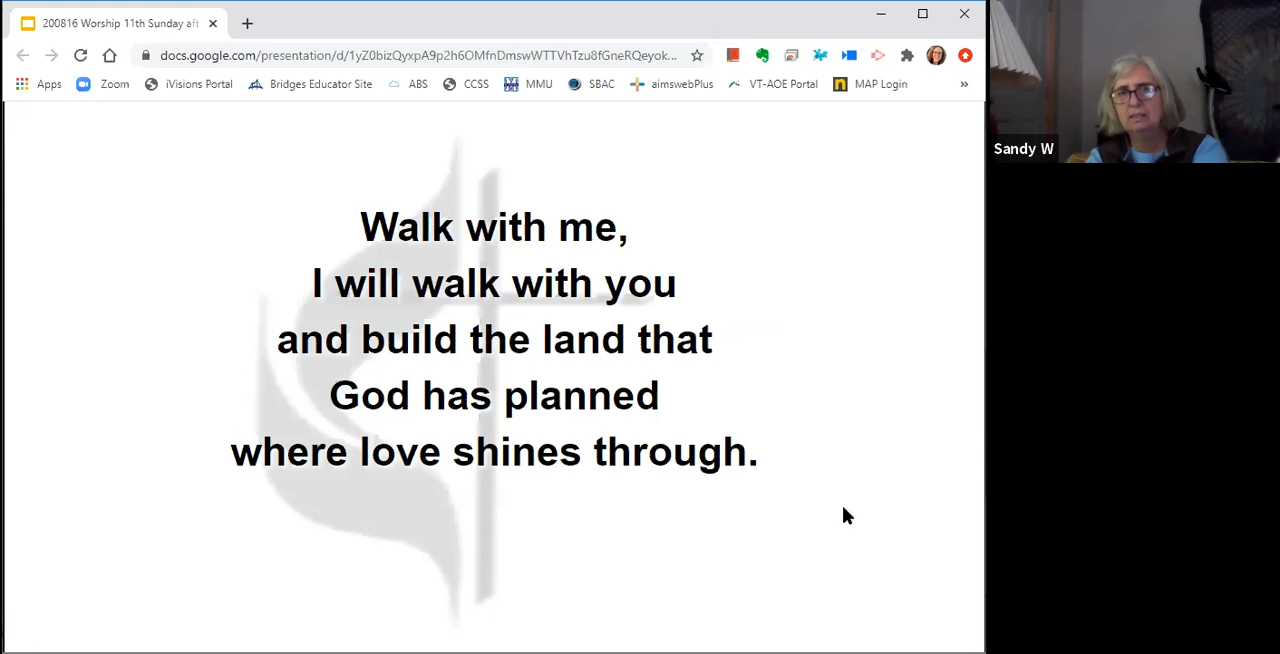 200816 Worship 11th Sunday aft
docs.google.com/presentation/d/1yZ0bizQyxpA9p2h6OMfnDmswWTTVhTzu8fGneRQeyok...
Apps Zoom iVisions Portal Bridges Educator Site ABS CCSS MMU SBAC aimswebPlus VT-AOE Portal MAP Login »
Sandy W
Walk with me,
I will walk with you
and build the land that
God has planned
where love shines through.